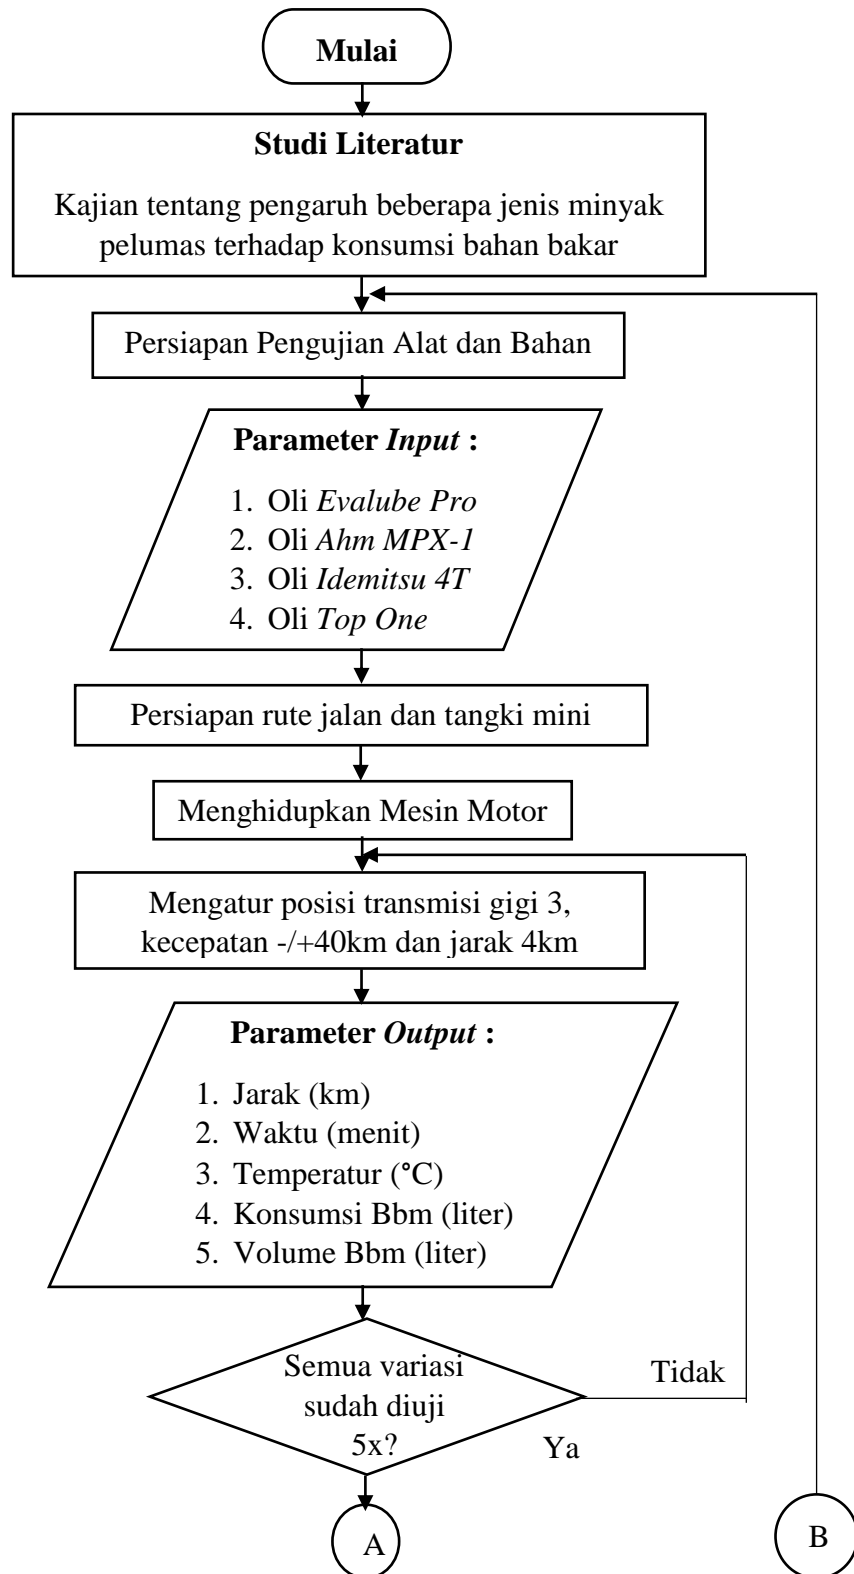 Mulai
Studi Literatur
Kajian tentang pengaruh beberapa jenis minyak
pelumas terhadap konsumsi bahan bakar
Persiapan Pengujian Alat dan Bahan
Parameter Input :
1. Oli Evalube Pro
2. Oli Ahm MPX-1
3. Oli Idemitsu 4T
4. Oli Top One
Persiapan rute jalan dan tangki mini
Menghidupkan Mesin Motor
Mengatur posisi transmisi gigi 3,
kecepatan -/+40km dan jarak 4km
Parameter Output :
1. Jarak (km)
2. Waktu (menit)
3. Temperatur (°C)
4. Konsumsi Bbm (liter)
5. Volume Bbm (liter)
Semua variasi
sudah diuji
5x?
Tidak
Ya
A
B